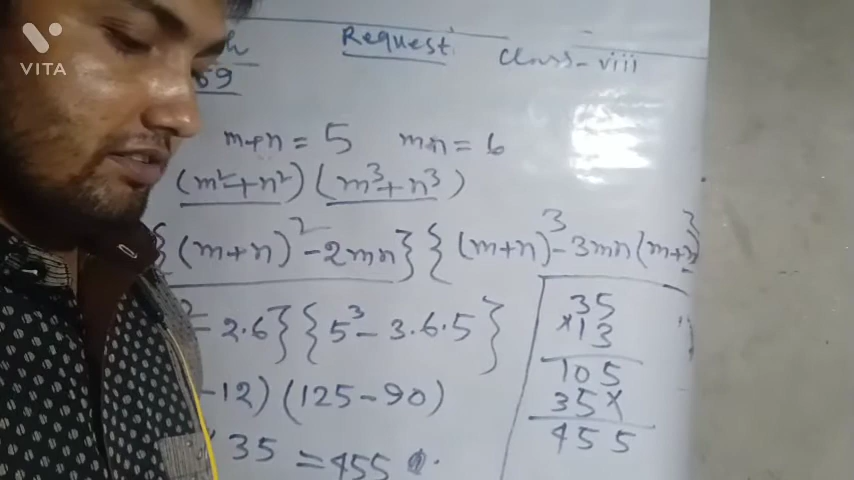 VITA
Request. Class-viii
59
m+n = 5 mn = 6
(m²+n²) (m³+n³)
{(m+n)² - 2mn} {(m+n)³ - 3mn(m+n)
- 2·6} {5³ - 3·6·5}
-12) (125-90)
35 = 455
35
×13
105
35×
455